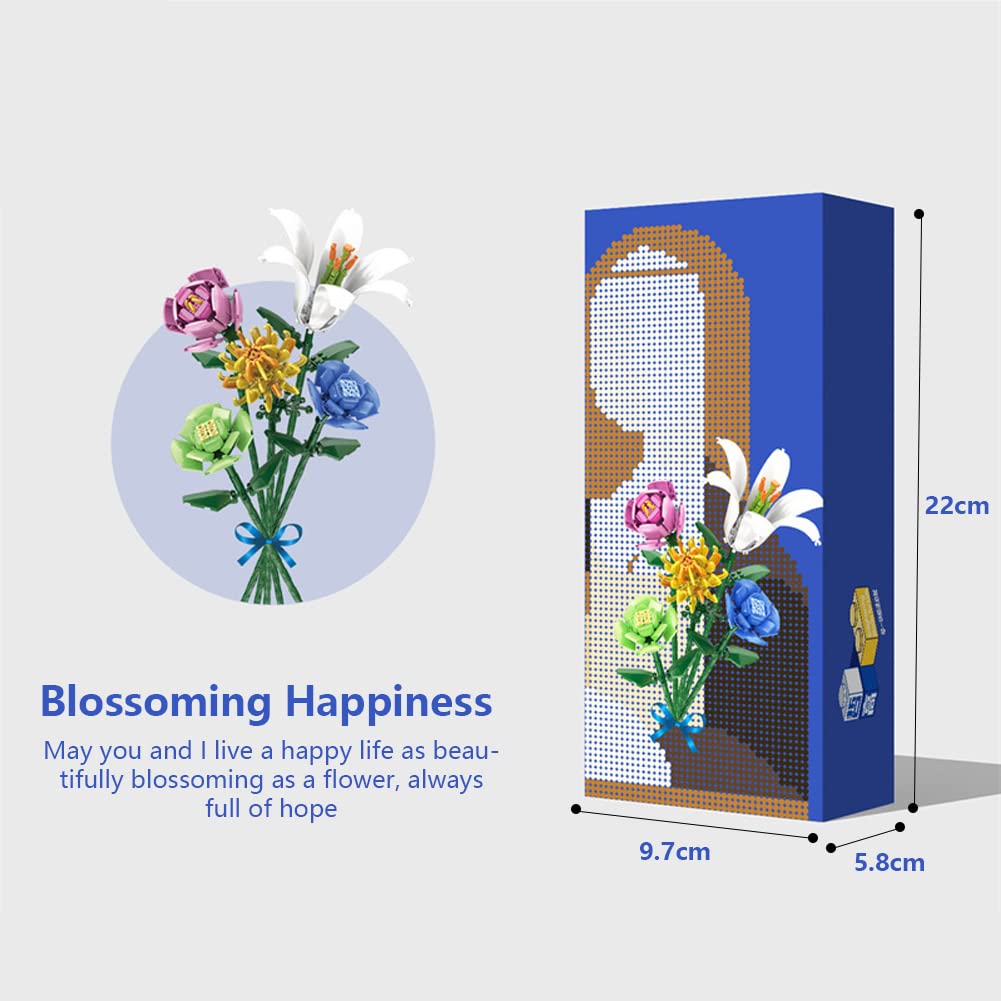 Blossoming Happiness
May you and I live a happy life as beau-
tifully blossoming as a flower, always
full of hope
22cm
9.7cm
5.8cm